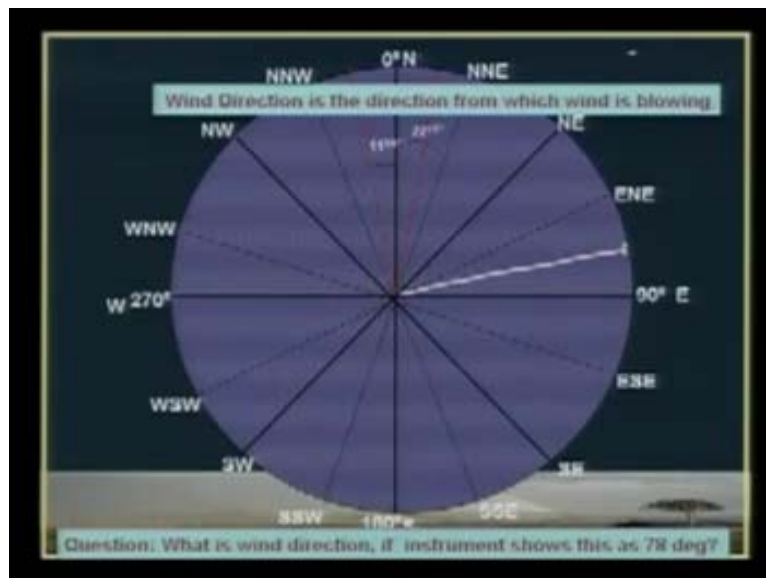 0° N
NNW
NNE
Wind Direction is the direction from which wind is blowing
NW
NE
ENE
WNW
W 270°
90° E
WSW
ESE
SW
SE
SSW
SSE
Question: What is wind direction, if instrument shows this as 78 deg?